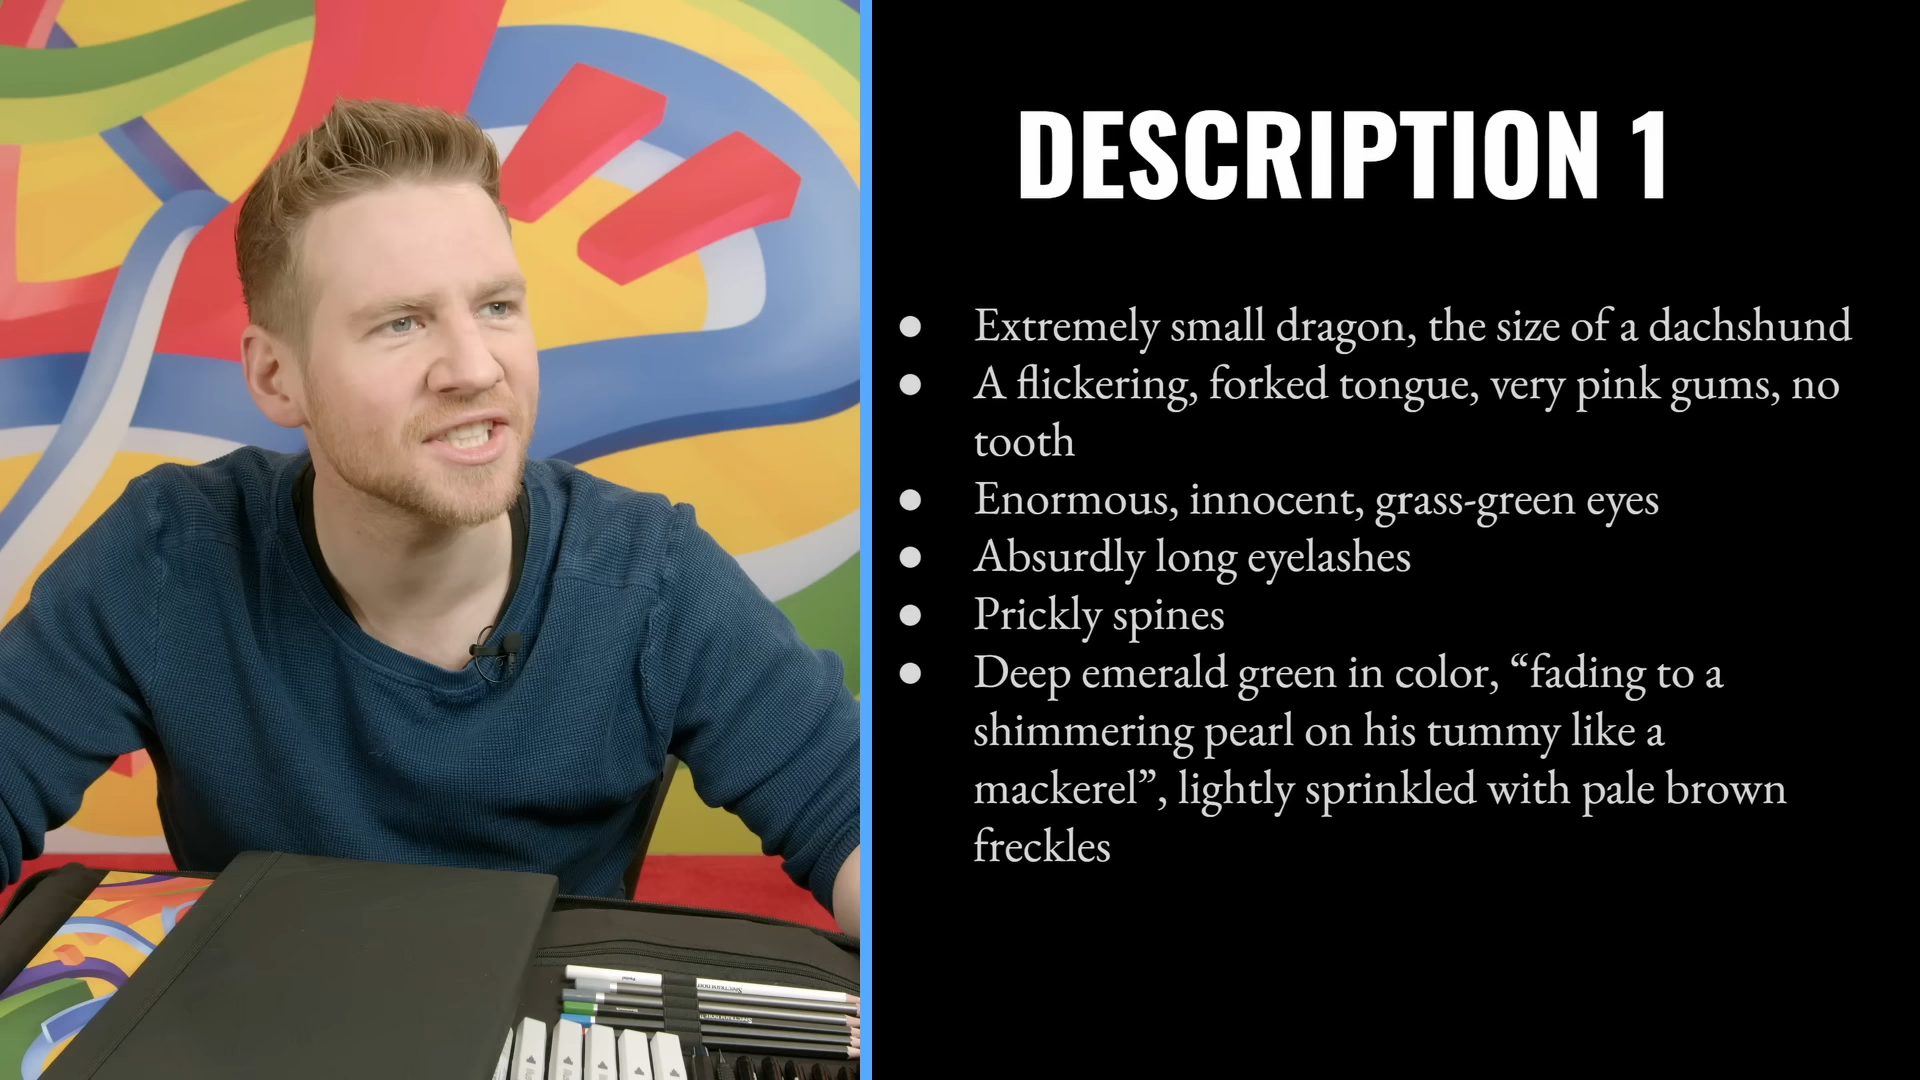 DESCRIPTION 1
● Extremely small dragon, the size of a dachshund
● A flickering, forked tongue, very pink gums, no
tooth
● Enormous, innocent, grass-green eyes
● Absurdly long eyelashes
● Prickly spines
● Deep emerald green in color, “fading to a
shimmering pearl on his tummy like a
mackerel”, lightly sprinkled with pale brown
freckles